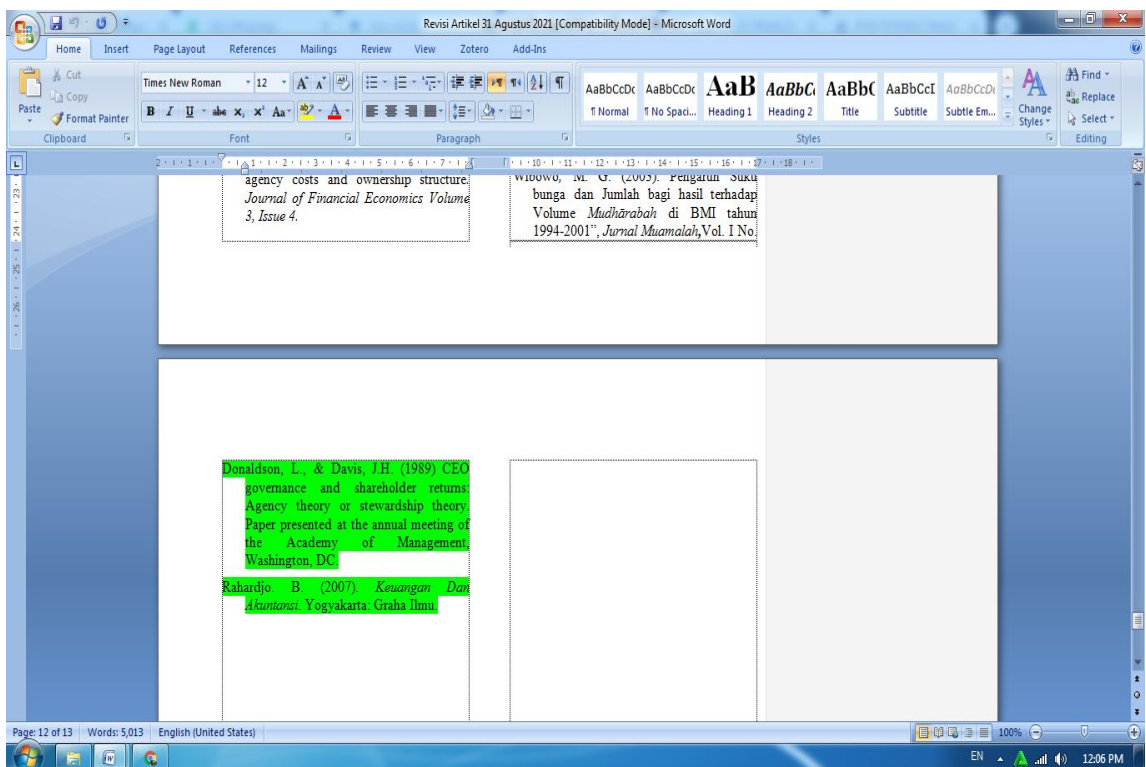 Revisi Artikel 31 Agustus 2021 [Compatibility Mode] - Microsoft Word
Home Insert Page Layout References Mailings Review View Zotero Add-Ins
Cut
Copy
Format Painter
Paste
Times New Roman 12
AaBbCcDc AaBbCcDc AaB AaBbC AaBb( AaBbCcI AaBbCcDc
¶ Normal ¶ No Spaci... Heading 1 Heading 2 Title Subtitle Subtle Em...
Change Styles
Find
Replace
Select
Clipboard Font Paragraph Styles Editing
agency costs and ownership structure.
Journal of Financial Economics Volume
3, Issue 4.
Wibowo, M. G. (2003). Pengaruh Suku
bunga dan Jumlah bagi hasil terhadap
Volume Mudhārabah di BMI tahun
1994-2001”, Jurnal Muamalah,Vol. I No.
Donaldson, L., & Davis, J.H. (1989) CEO
governance and shareholder returns:
Agency theory or stewardship theory.
Paper presented at the annual meeting of
the Academy of Management,
Washington, DC.
Rahardjo. B. (2007). Keuangan Dan
Akuntansi. Yogyakarta: Graha Ilmu.
Page: 12 of 13 Words: 5,013 English (United States) 100%
EN 12:06 PM